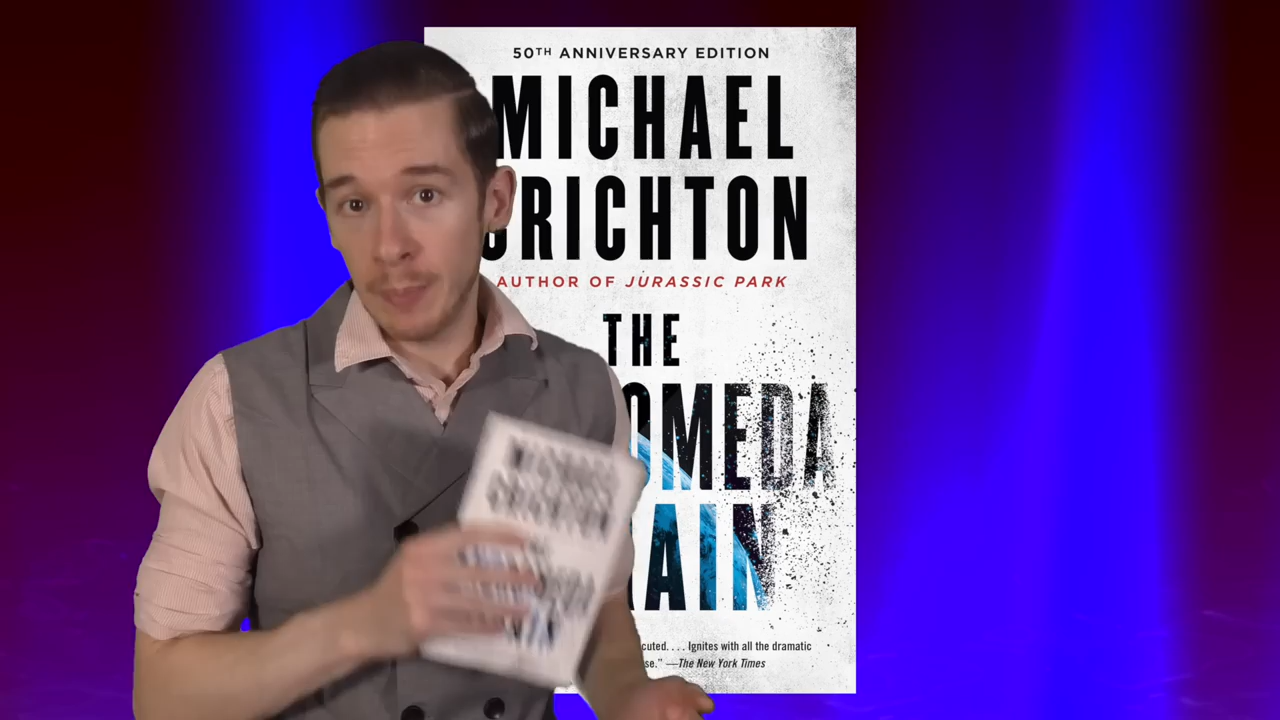 50TH ANNIVERSARY EDITION
MICHAEL
CRICHTON
AUTHOR OF JURASSIC PARK
THE
OMEDA
RAIN
cuted. . . . Ignites with all the dramatic
se.” —The New York Times